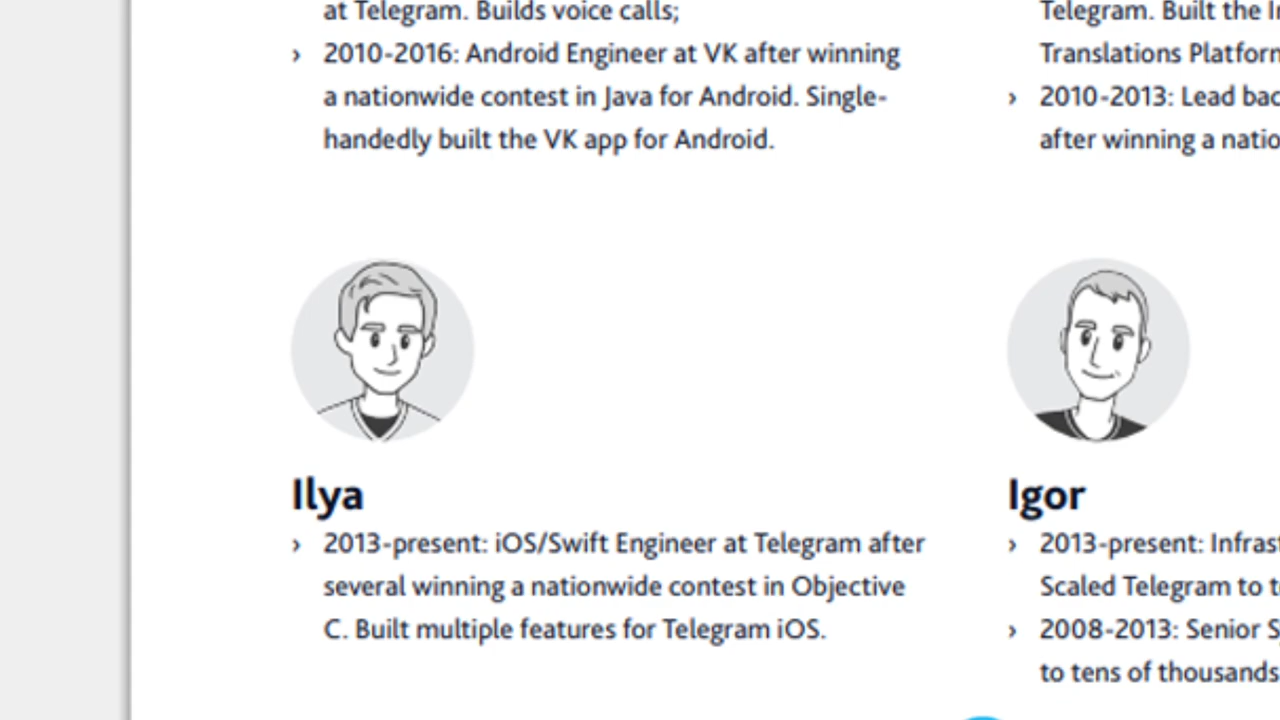 at Telegram. Builds voice calls;
› 2010-2016: Android Engineer at VK after winning
a nationwide contest in Java for Android. Single-
handedly built the VK app for Android.
Telegram. Built the
Translations
› 2010-2013: Lead
after winning a
Ilya
› 2013-present: iOS/Swift Engineer at Telegram after
several winning a nationwide contest in Objective
C. Built multiple features for Telegram iOS.
Igor
› 2013-present:
Scaled Telegram to
› 2008-2013: Senior
to tens of thousands